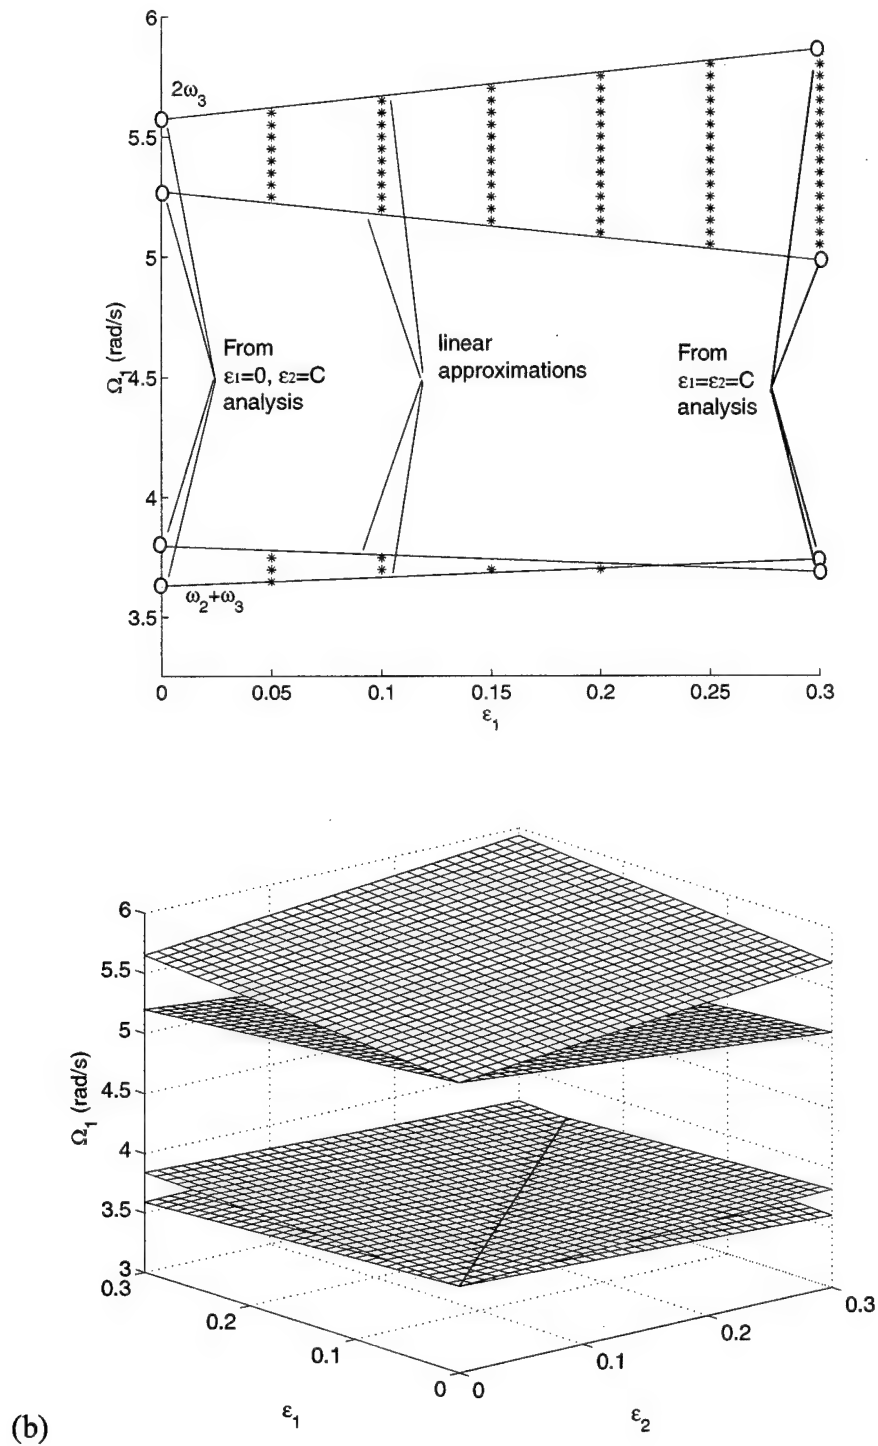 6
2ω₃
5.5
5
Ω₁ (rad/s)
From
ε₁=0, ε₂=C
analysis
linear
approximations
From
ε₁=ε₂=C
analysis
4.5
4
ω₂+ω₃
3.5
0 0.05 0.1 0.15 0.2 0.25 0.3
ε₁
6
5.5
5
4.5
Ω₁ (rad/s)
4
3.5
3
0.3
0.2
0.1
0
0
0.1
0.2
0.3
ε₁
ε₂
(b)